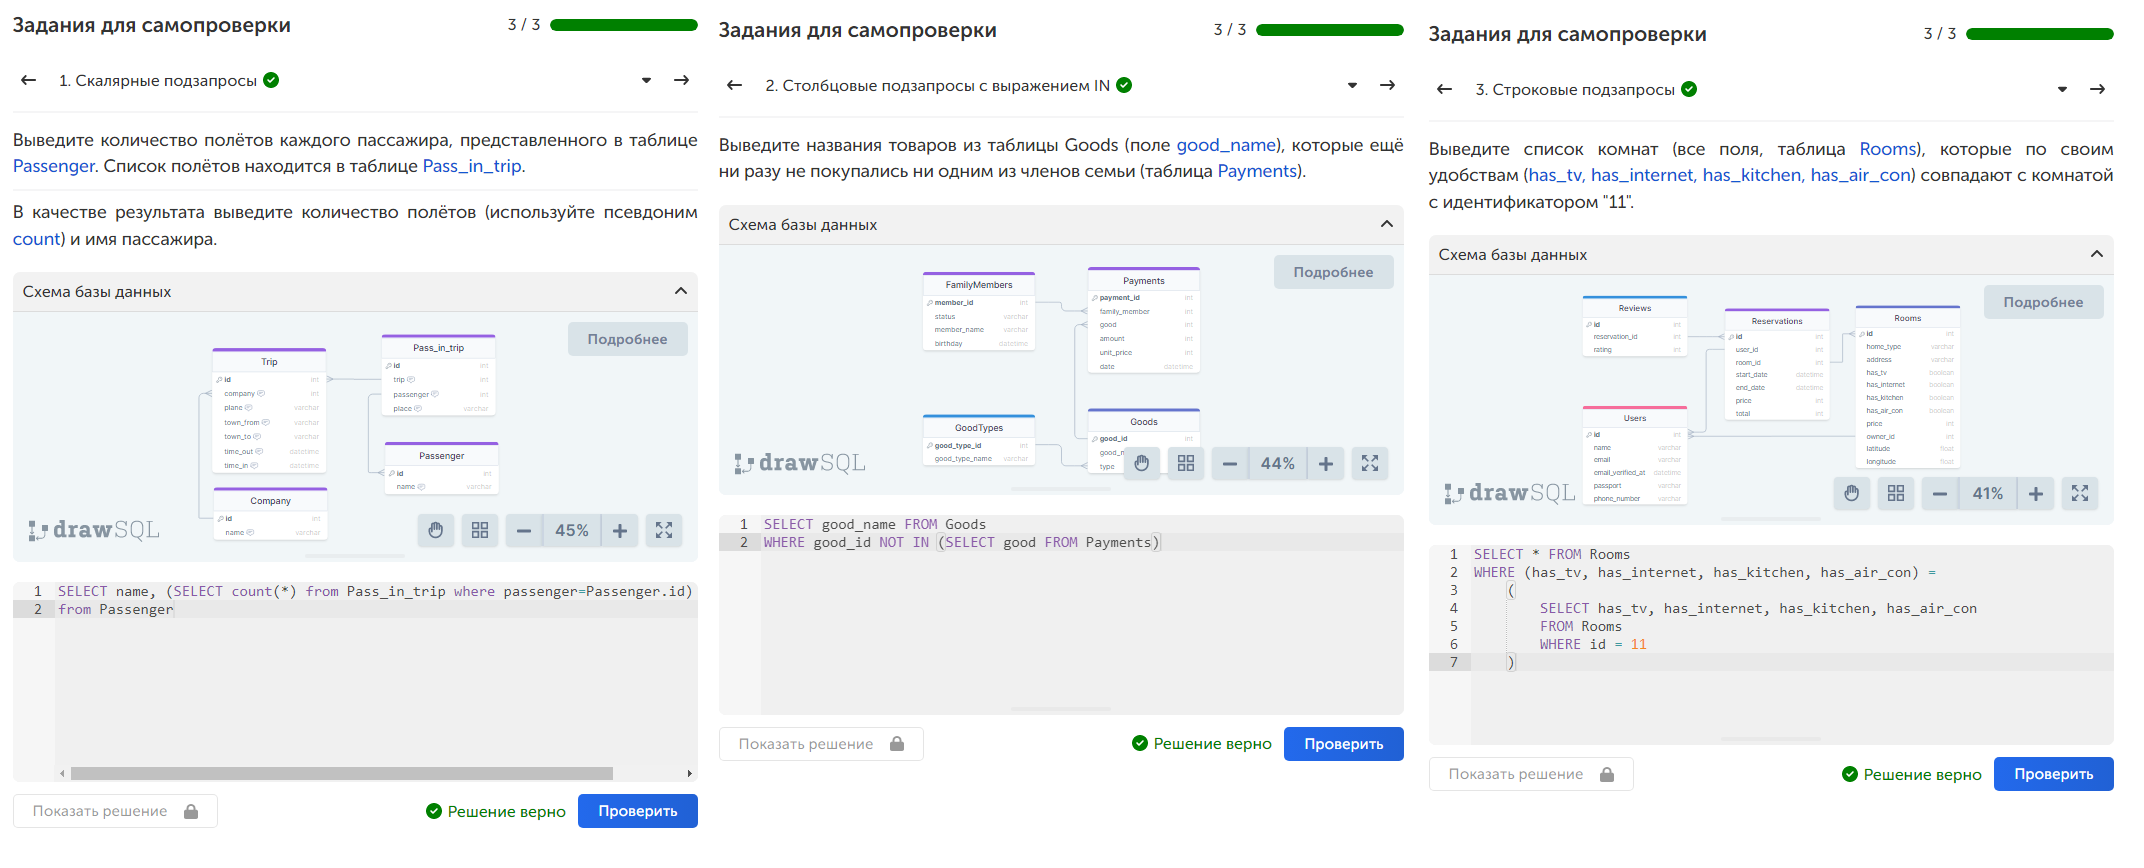 Задания для самопроверки
3 / 3
1. Скалярные подзапросы
Выведите количество полётов каждого пассажира, представленного в таблице
Passenger. Список полётов находится в таблице Pass_in_trip.
В качестве результата выведите количество полётов (используйте псевдоним
count) и имя пассажира.
Схема базы данных
Подробнее
Trip
id int
company int
plane varchar
town_from varchar
town_to varchar
time_out datetime
time_in datetime
Pass_in_trip
id int
trip int
passenger int
place varchar
Passenger
id int
name varchar
Company
id int
name varchar
drawSQL
45%
1 SELECT name, (SELECT count(*) from Pass_in_trip where passenger=Passenger.id)
2 from Passenger
Показать решение
Решение верно
Проверить
Задания для самопроверки
3 / 3
2. Столбцовые подзапросы с выражением IN
Выведите названия товаров из таблицы Goods (поле good_name), которые ещё
ни разу не покупались ни одним из членов семьи (таблица Payments).
Схема базы данных
Подробнее
FamilyMembers
member_id int
status varchar
member_name varchar
birthday datetime
Payments
payment_id int
family_member int
good int
amount int
unit_price int
date datetime
GoodTypes
good_type_id int
good_type_name varchar
Goods
good_id int
type
drawSQL
44%
1 SELECT good_name FROM Goods
2 WHERE good_id NOT IN (SELECT good FROM Payments)
Показать решение
Решение верно
Проверить
Задания для самопроверки
3 / 3
3. Строковые подзапросы
Выведите список комнат (все поля, таблица Rooms), которые по своим
удобствам (has_tv, has_internet, has_kitchen, has_air_con) совпадают с комнатой
с идентификатором "11".
Схема базы данных
Подробнее
Reviews
id int
reservation_id int
rating int
Reservations
id int
user_id int
room_id int
start_date datetime
end_date datetime
price int
total int
Rooms
id int
home_type varchar
address varchar
has_tv boolean
has_internet boolean
has_kitchen boolean
has_air_con boolean
price int
owner_id int
latitude float
longitude float
Users
id int
name varchar
email varchar
email_verified_at datetime
passport varchar
phone_number varchar
drawSQL
41%
1 SELECT * FROM Rooms
2 WHERE (has_tv, has_internet, has_kitchen, has_air_con) =
3 (
4 SELECT has_tv, has_internet, has_kitchen, has_air_con
5 FROM Rooms
6 WHERE id = 11
7 )
Показать решение
Решение верно
Проверить